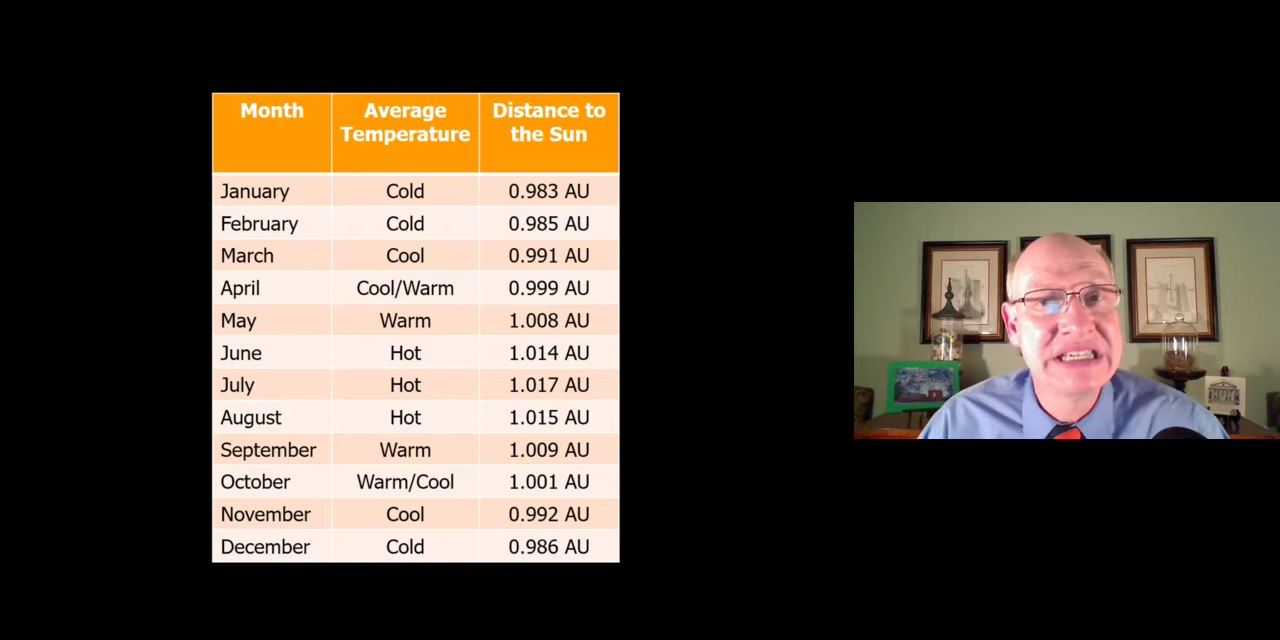 Month Average Temperature Distance to the Sun
January Cold 0.983 AU
February Cold 0.985 AU
March Cool 0.991 AU
April Cool/Warm 0.999 AU
May Warm 1.008 AU
June Hot 1.014 AU
July Hot 1.017 AU
August Hot 1.015 AU
September Warm 1.009 AU
October Warm/Cool 1.001 AU
November Cool 0.992 AU
December Cold 0.986 AU